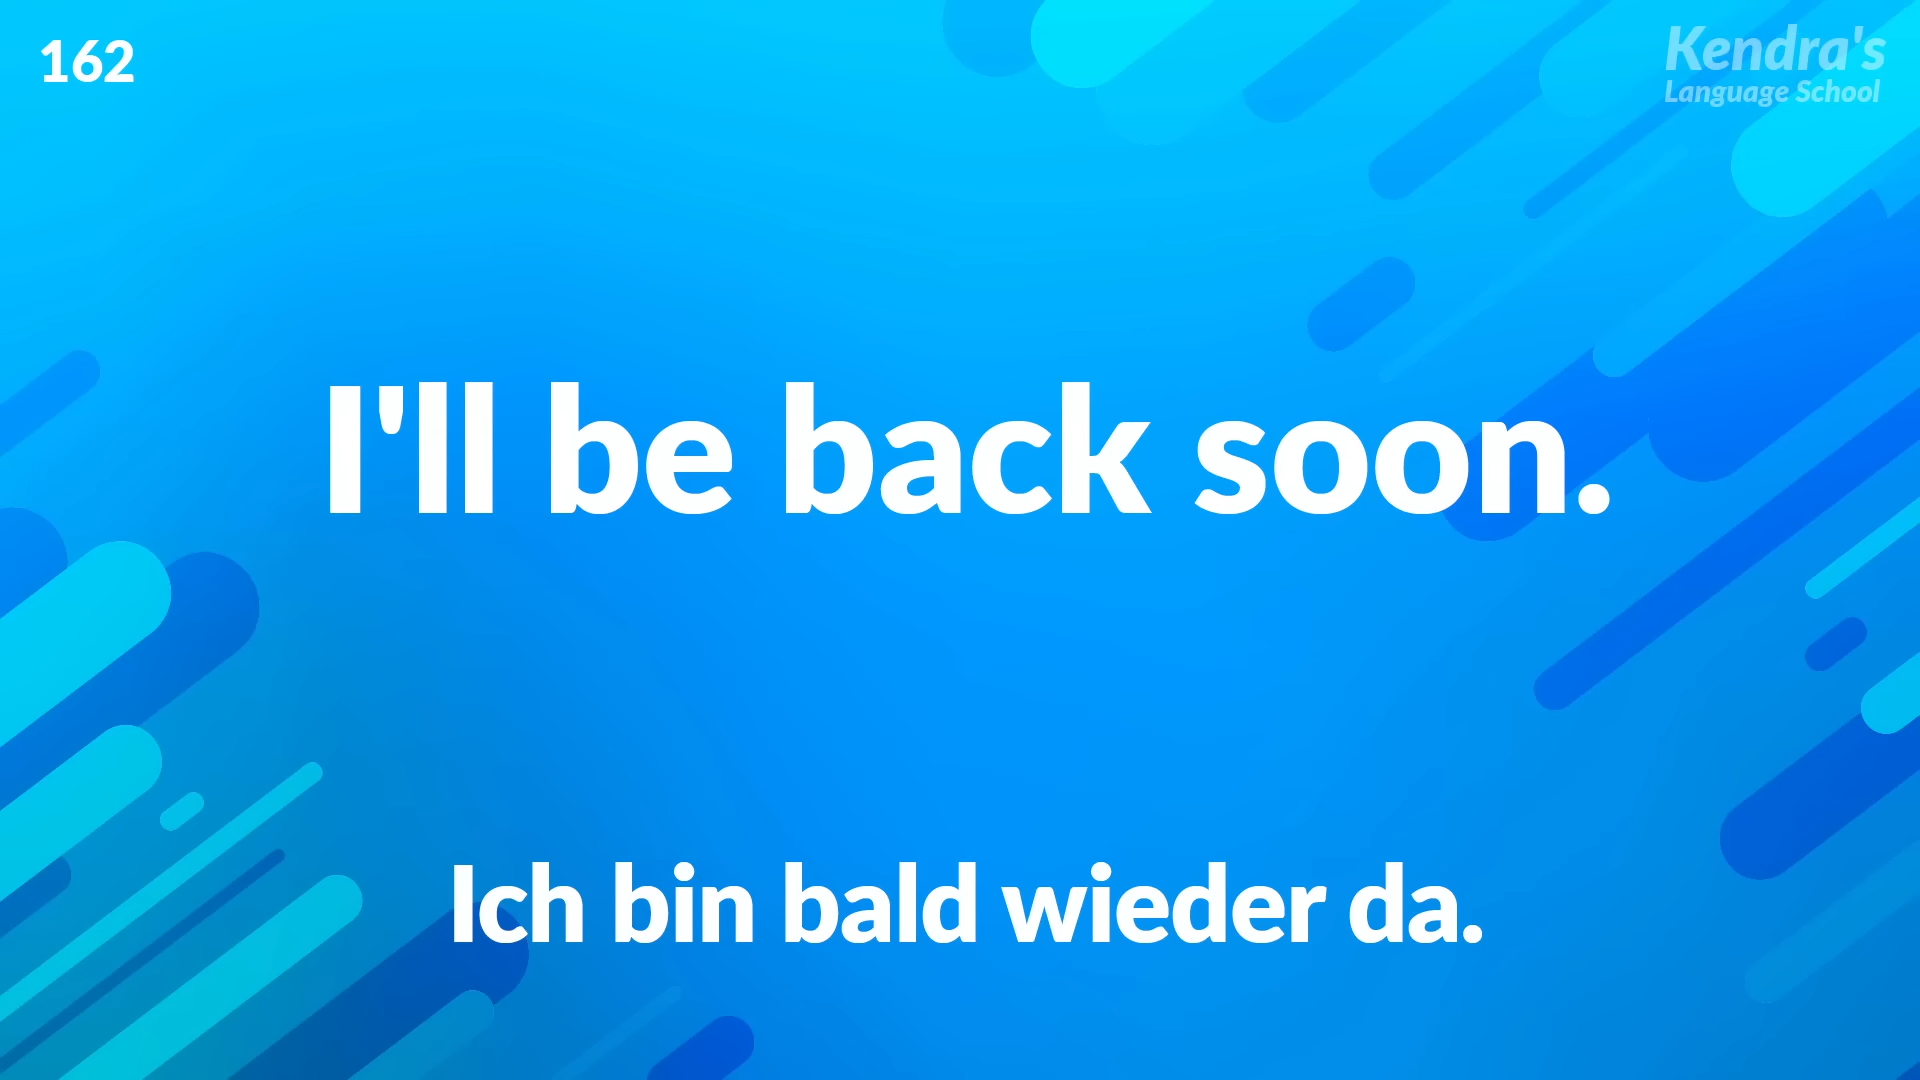 162
Kendra's
Language School
I'll be back soon.
Ich bin bald wieder da.